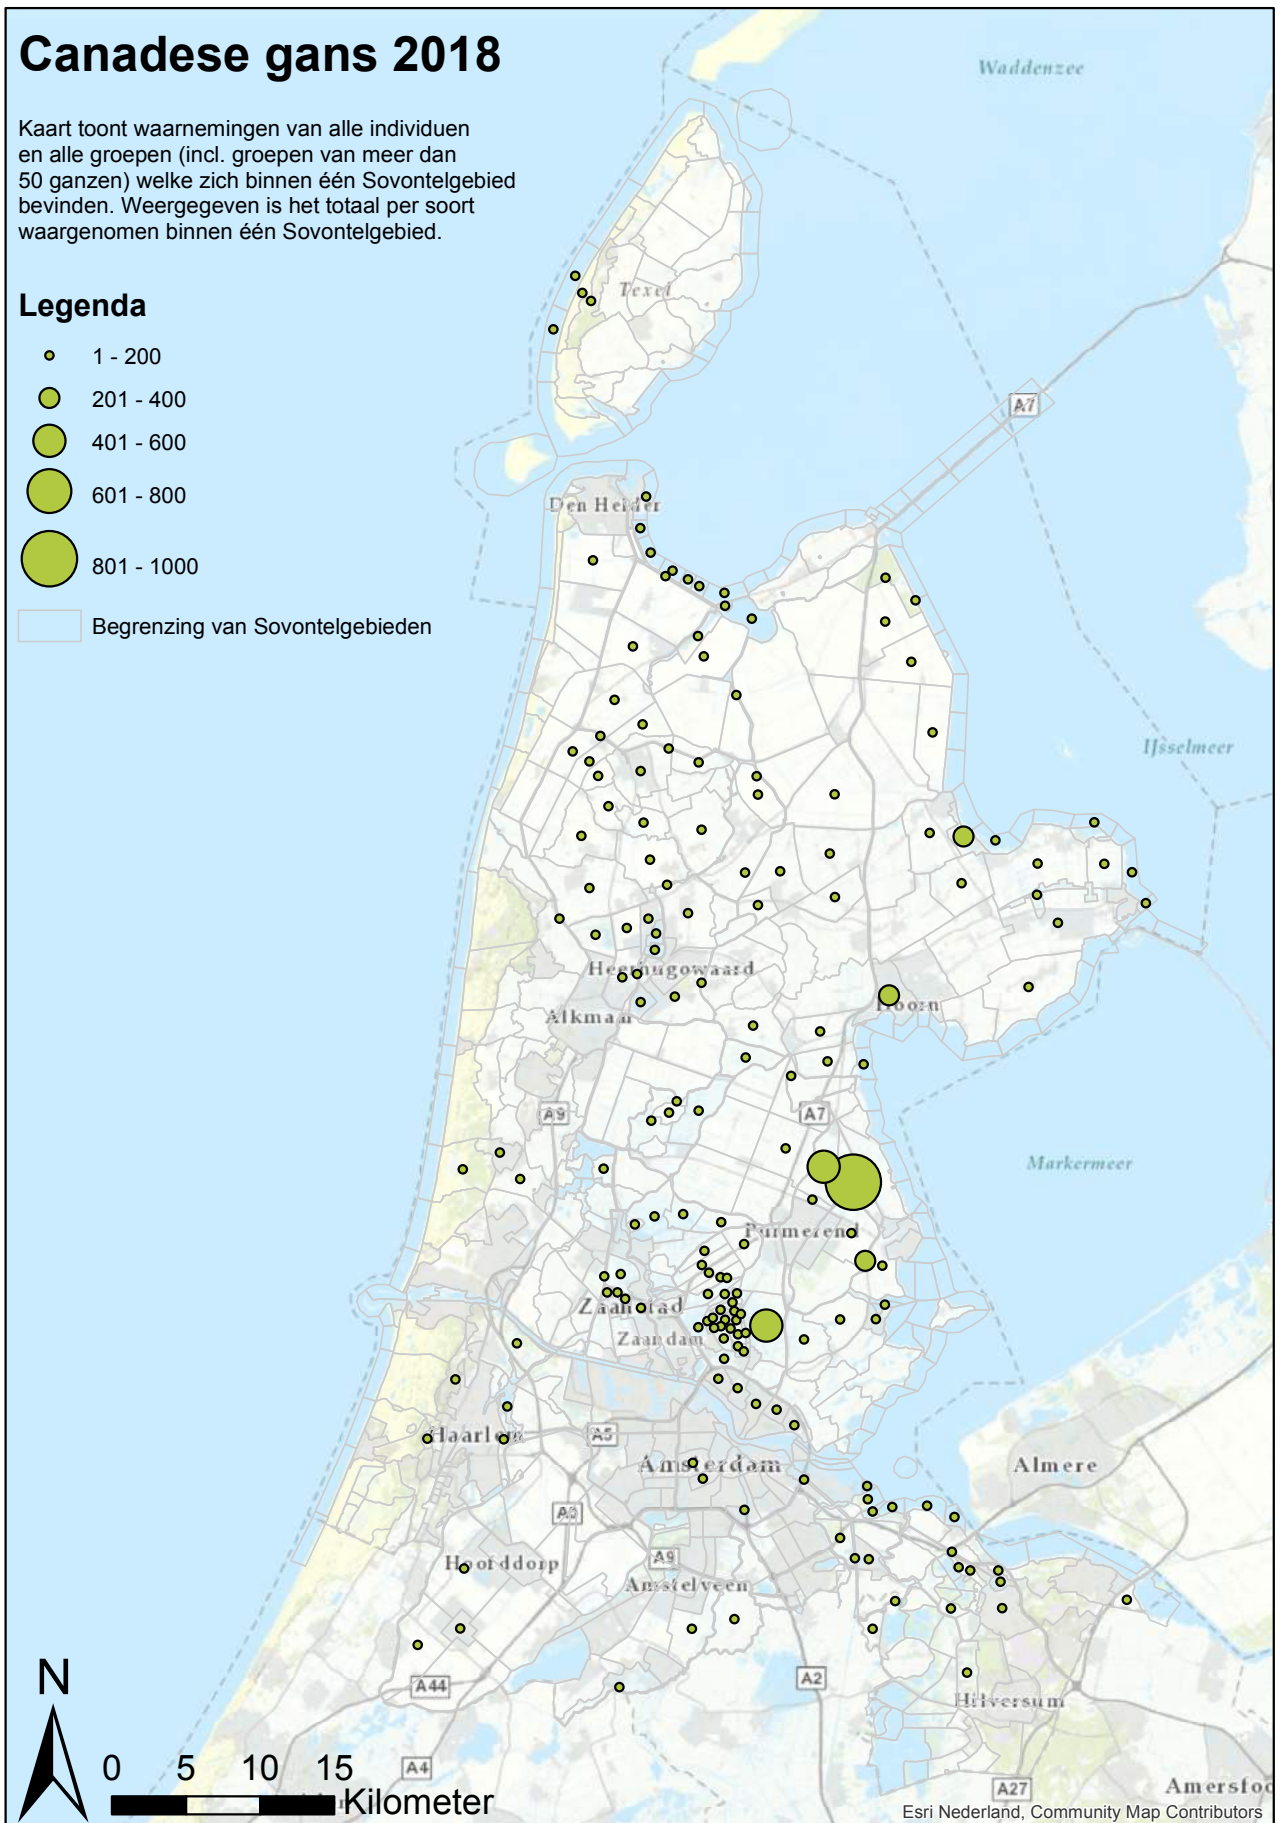 Canadese gans 2018
Kaart toont waarnemingen van alle individuen
en alle groepen (incl. groepen van meer dan
50 ganzen) welke zich binnen één Sovontelgebied
bevinden. Weergegeven is het totaal per soort
waargenomen binnen één Sovontelgebied.
Legenda
1 - 200
201 - 400
401 - 600
601 - 800
801 - 1000
Begrenzing van Sovontelgebieden
Waddenzee
Texel
A7
Den Helder
IJsselmeer
Heerhugowaard
Hoorn
Alkmaar
A9
A7
Markermeer
Purmerend
Zaanstad
Zaandam
Haarlem
A5
Amsterdam
Almere
Hoofddorp
A9
Amstelveen
A44
A2
Hilversum
A4
A27
Amersfoo
N
0 5 10 15
Kilometer
Esri Nederland, Community Map Contributors